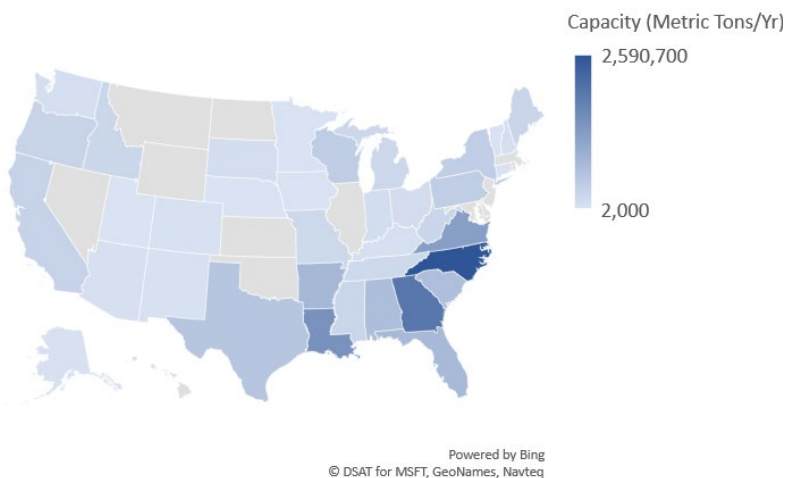 Capacity (Metric Tons/Yr)
2,590,700
2,000
Powered by Bing
© DSAT for MSFT, GeoNames, Navteq